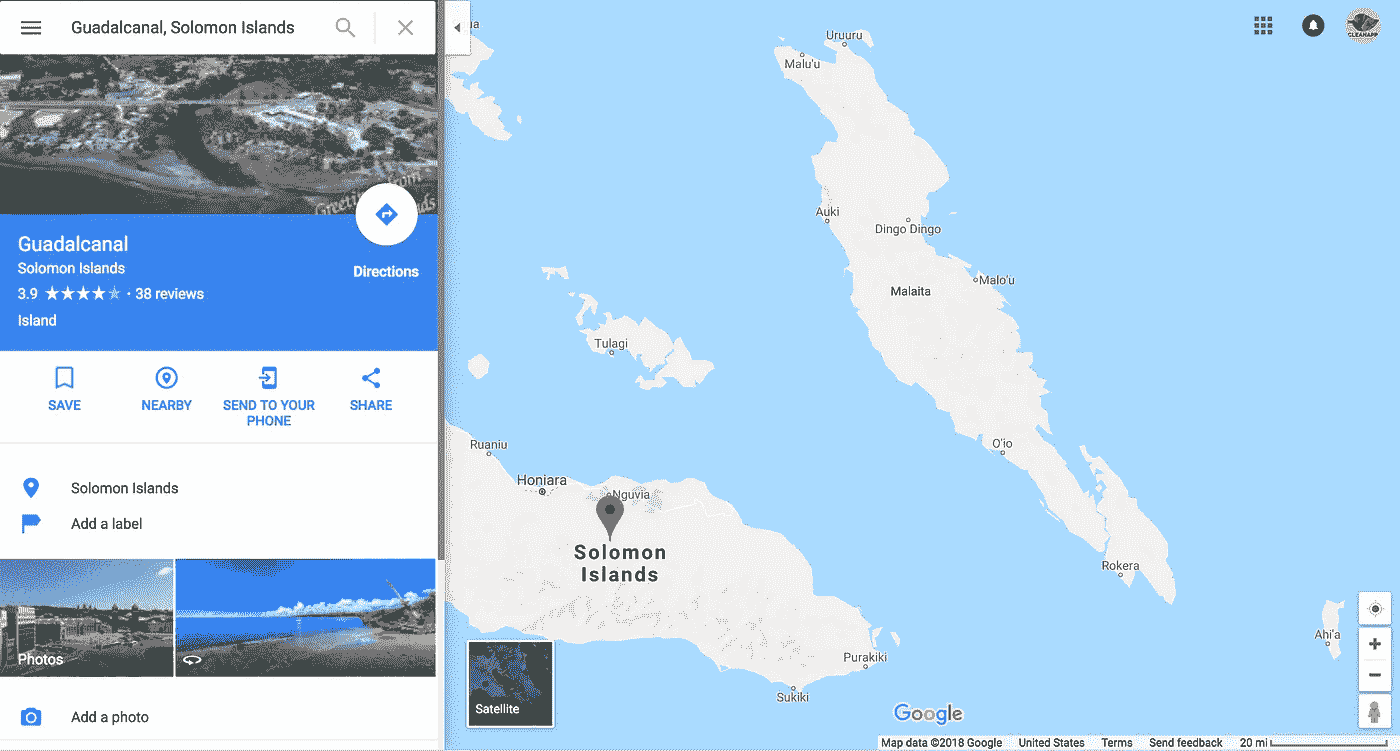 Guadalcanal, Solomon Islands
Greetings from
Guadalcanal
Solomon Islands
Directions
3.9 ★★★★☆ · 38 reviews
Island
SAVE
NEARBY
SEND TO YOUR
PHONE
SHARE
Solomon Islands
Add a label
Photos
Add a photo
Uruuru
Malu'u
Auki
Dingo Dingo
Malo'u
Malaita
Tulagi
O'io
Ruaniu
Honiara
Nguvia
Solomon
Islands
Rokera
Ahi'a
Purakiki
Sukiki
Satellite
Google
Map data ©2018 Google United States Terms Send feedback 20 mi
CLEANAPP